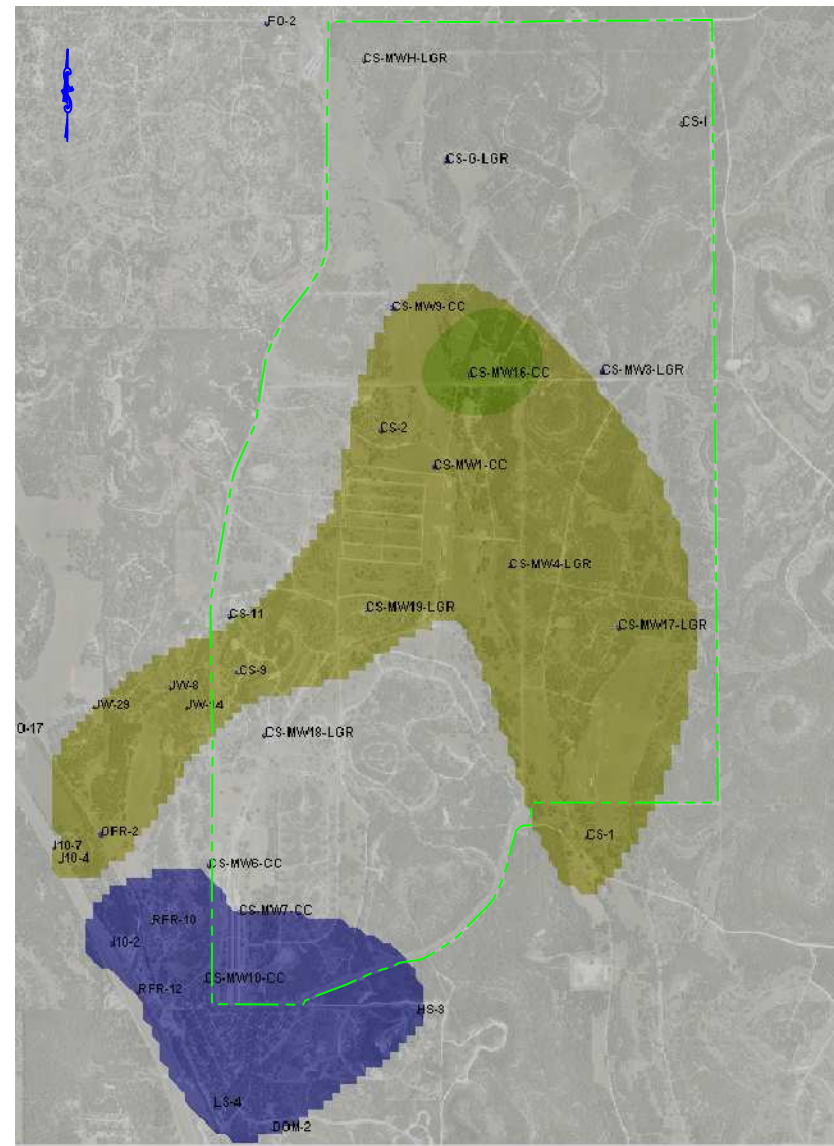 FO-2
CS-MWH-LGR
CS-I
CS-G-LGR
CS-MW9-CC
CS-MW16-CC
CS-MW3-LGR
CS-2
CS-MW1-CC
CS-MW4-LGR
CS-MW19-LGR
CS-11
CS-MW17-LGR
CS-9
JW-8
JW-29
JW-14
O-17
CS-MW18-LGR
OFR-2
CS-1
J10-7
J10-4
CS-MW6-CC
CS-MW7-CC
RFR-10
J10-2
CS-MW10-CC
RFR-12
HS-3
LS-4
DOM-2